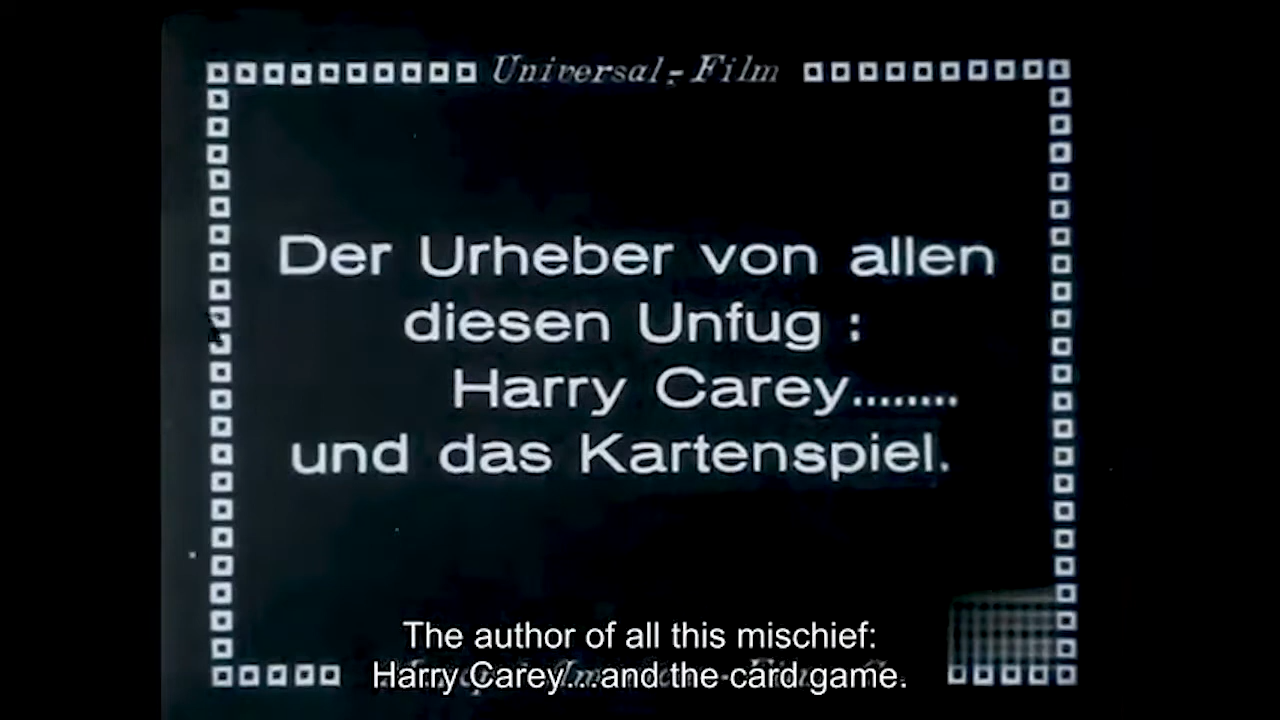 Universal-Film
Der Urheber von allen
diesen Unfug :
Harry Carey........
und das Kartenspiel.
The author of all this mischief:
Harry Carey....and the card game.